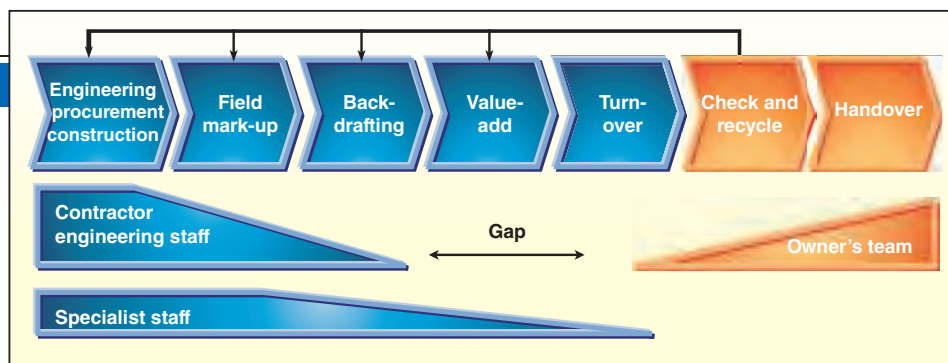 Engineering
procurement
construction
Field
mark-up
Back-
drafting
Value-
add
Turn-
over
Check and
recycle
Handover
Contractor
engineering staff
Gap
Owner's team
Specialist staff